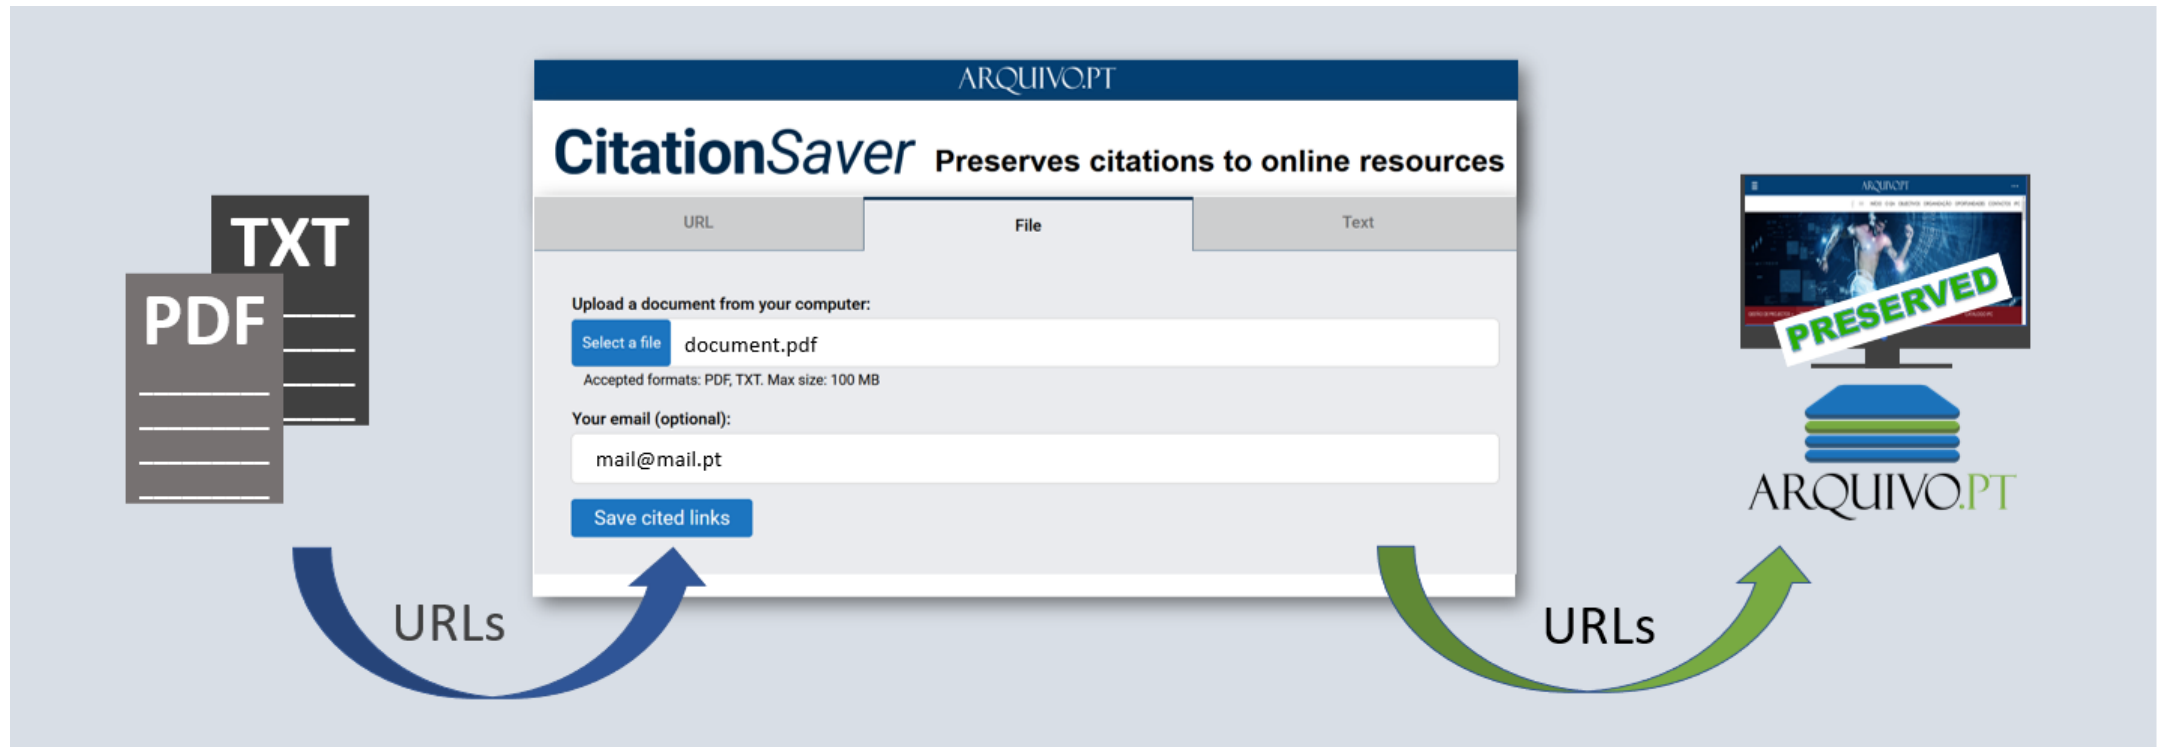 TXT
PDF
URLs
ARQUIVO.PT
CitationSaver Preserves citations to online resources
URL
File
Text
Upload a document from your computer:
Select a file
document.pdf
Accepted formats: PDF, TXT. Max size: 100 MB
Your email (optional):
mail@mail.pt
Save cited links
URLs
ARQUIVO.PT
PRESERVED
ARQUIVO.PT